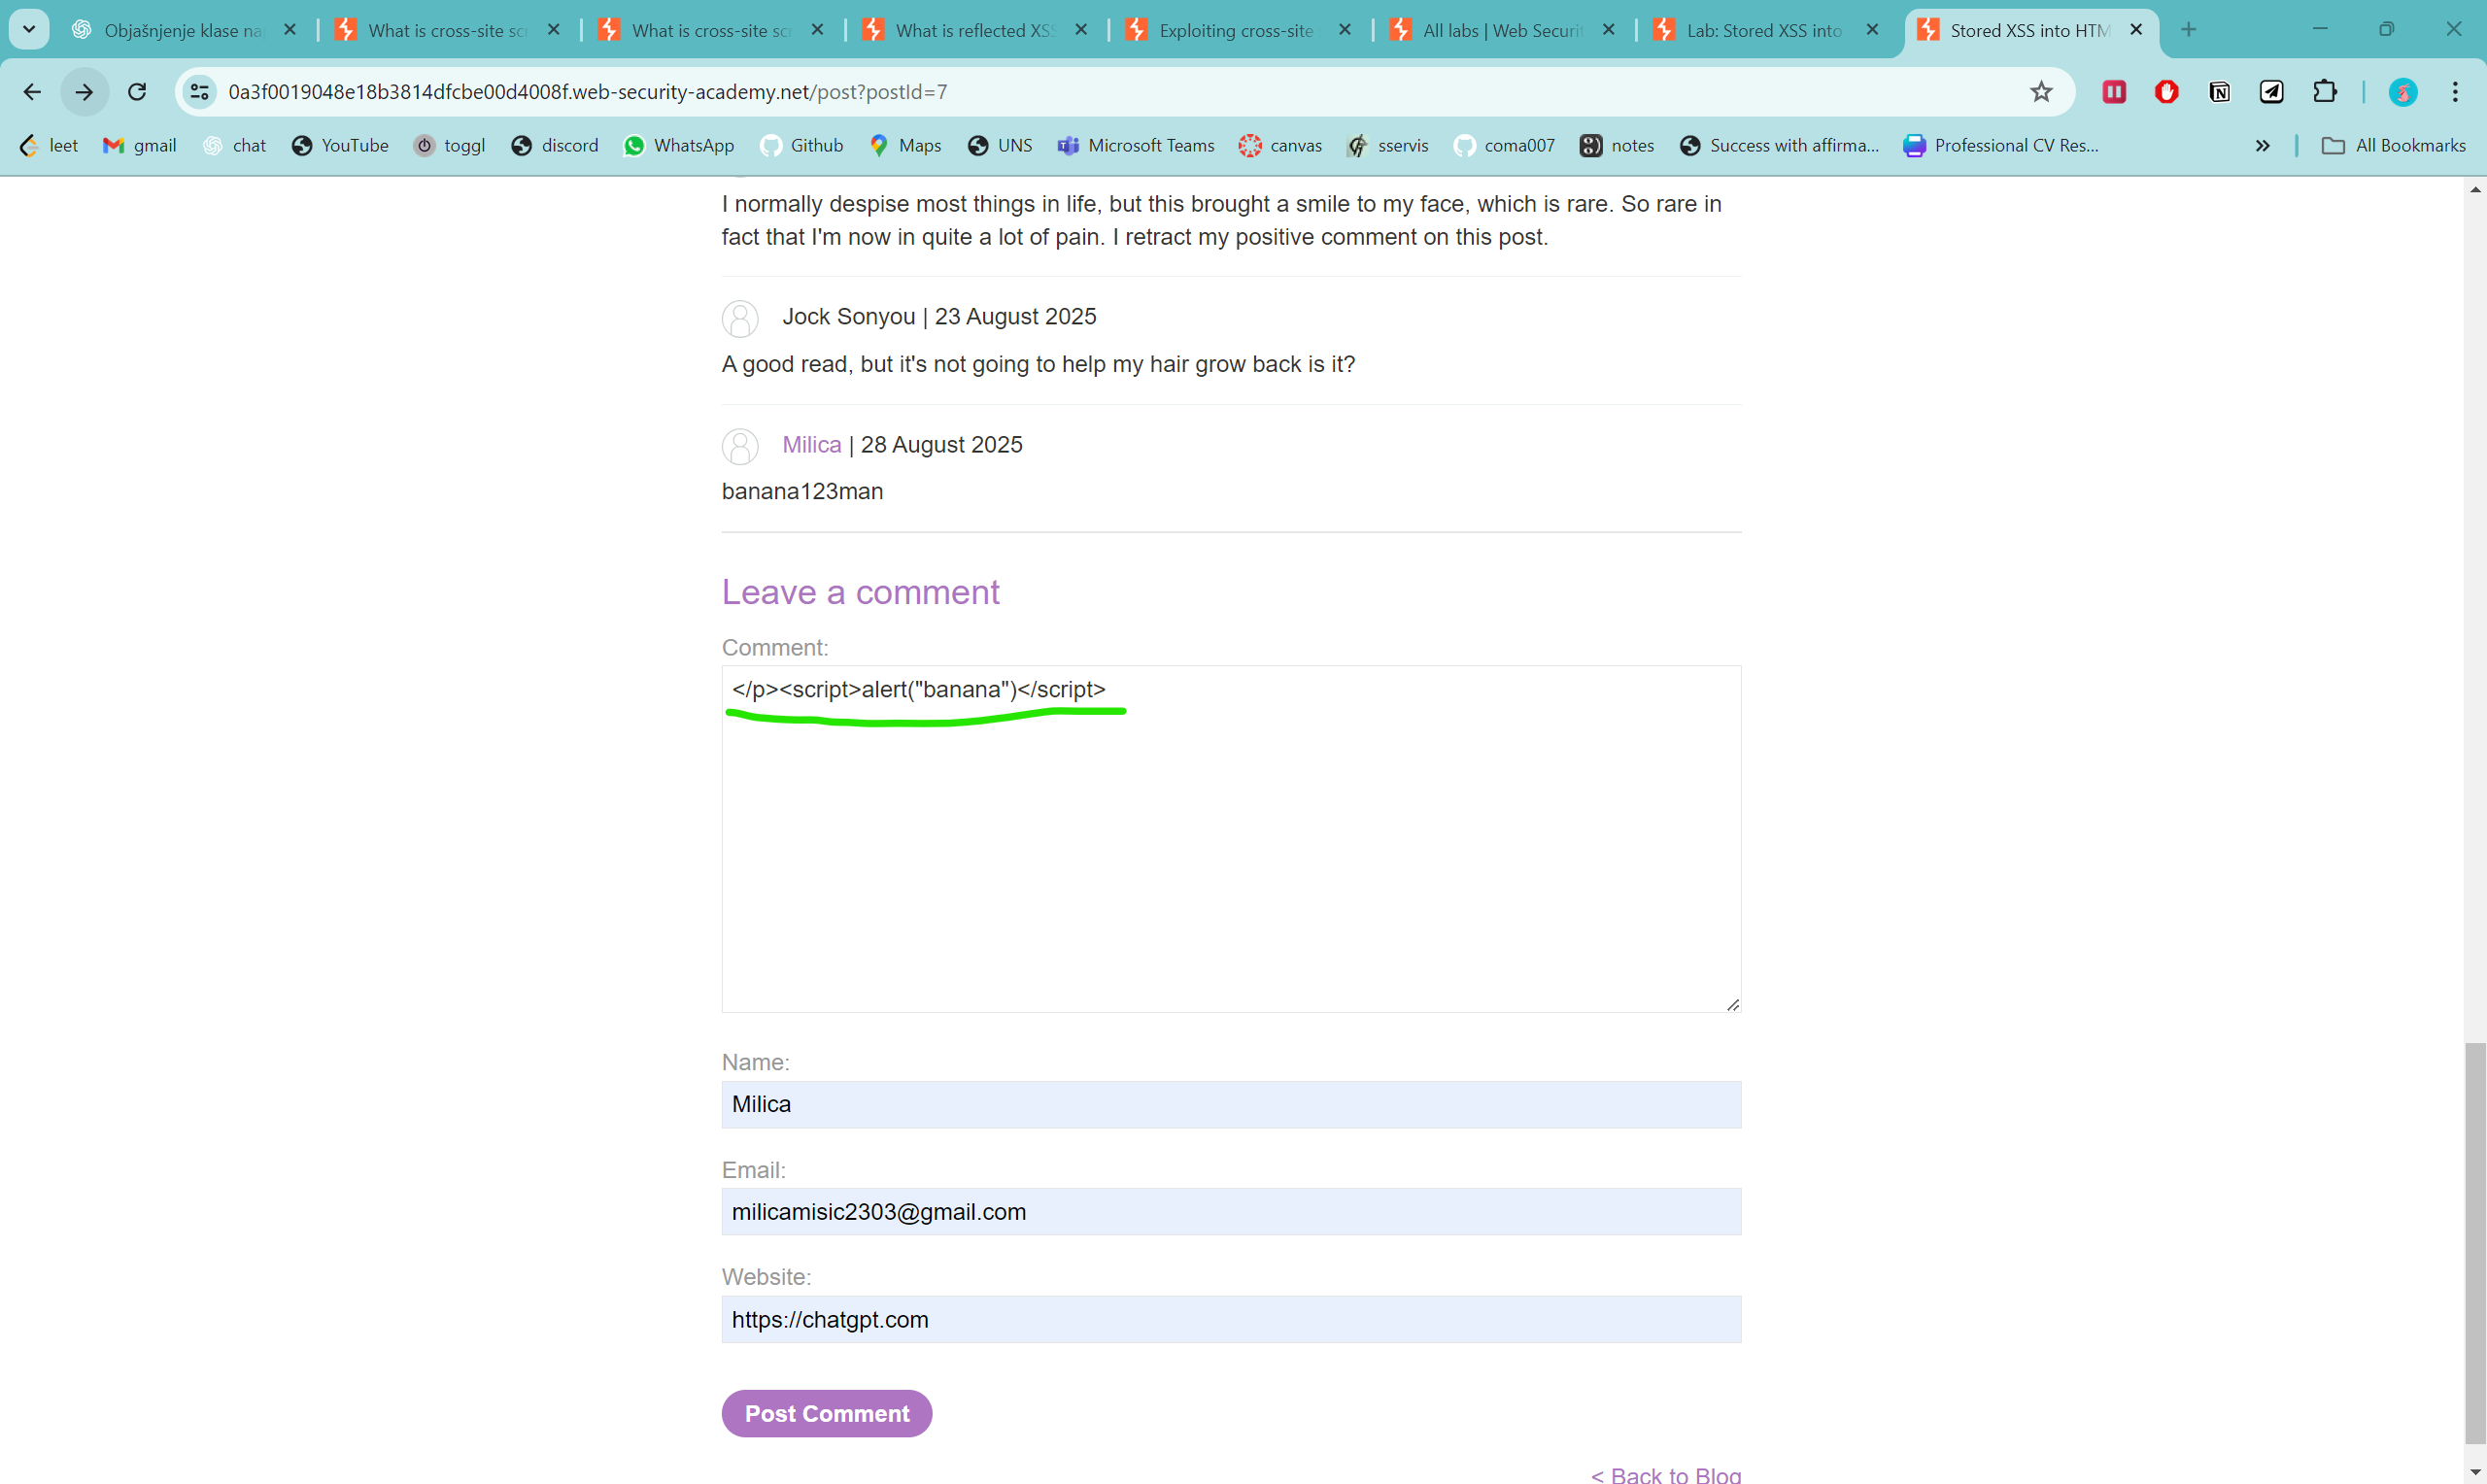 Objašnjenje klase na
What is cross-site sc
What is cross-site sc
What is reflected XSS
Exploiting cross-site
All labs | Web Securi
Lab: Stored XSS into
Stored XSS into HTM
0a3f0019048e18b3814dfcbe00d4008f.web-security-academy.net/post?postId=7
leet
gmail
chat
YouTube
toggl
discord
WhatsApp
Github
Maps
UNS
Microsoft Teams
canvas
sservis
coma007
notes
Success with affirma...
Professional CV Res...
All Bookmarks
I normally despise most things in life, but this brought a smile to my face, which is rare. So rare in
fact that I'm now in quite a lot of pain. I retract my positive comment on this post.
Jock Sonyou | 23 August 2025
A good read, but it's not going to help my hair grow back is it?
Milica | 28 August 2025
banana123man
Leave a comment
Comment:
</p><script>alert("banana")</script>
Name:
Milica
Email:
milicamisic2303@gmail.com
Website:
https://chatgpt.com
Post Comment
< Back to Blog